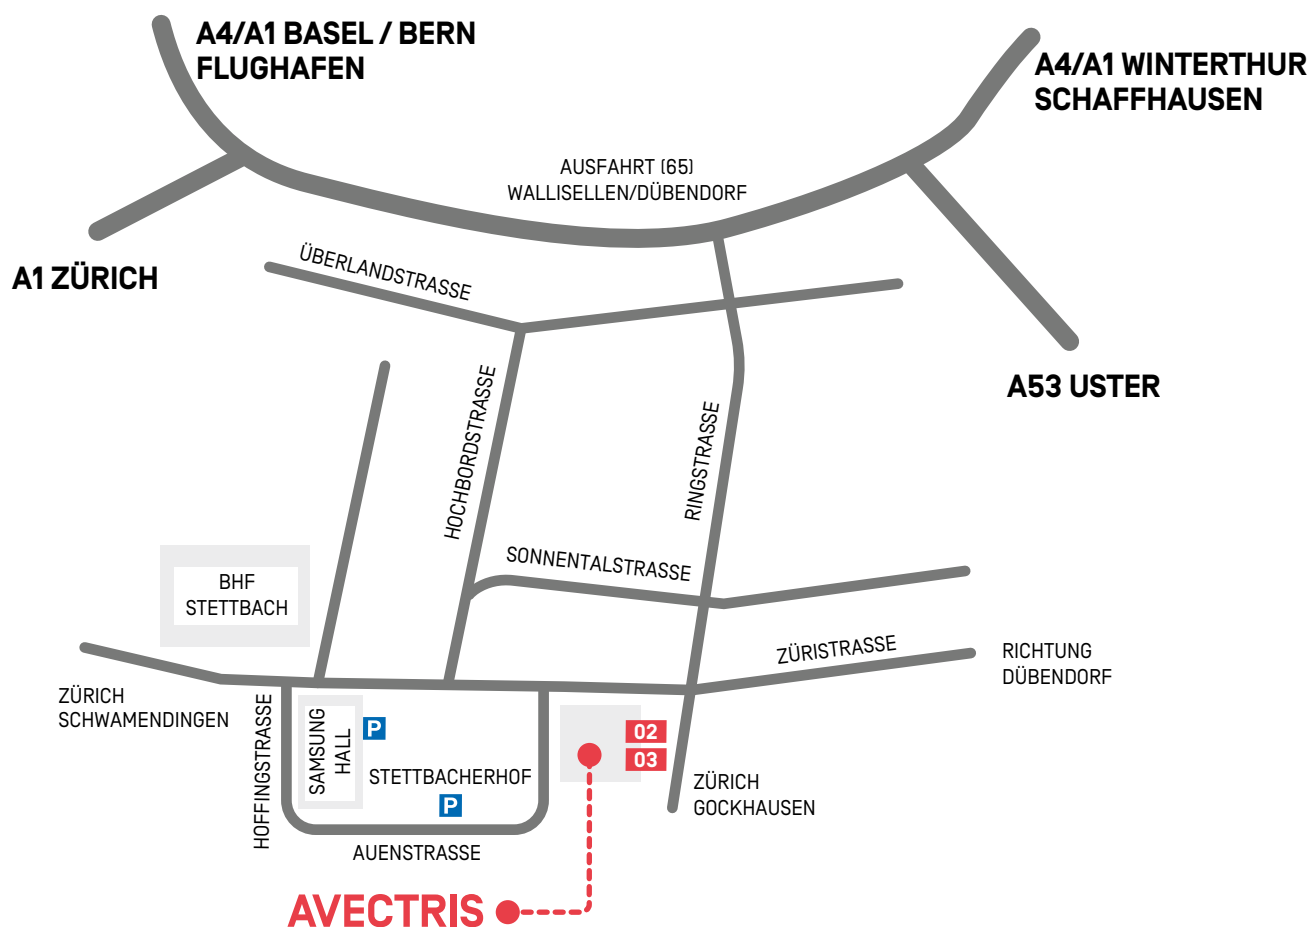 A4/A1 BASEL / BERN
FLUGHAFEN
A4/A1 WINTERTHUR
SCHAFFHAUSEN
AUSFAHRT (65)
WALLISELLEN/DÜBENDORF
A1 ZÜRICH
ÜBERLANDSTRASSE
A53 USTER
HOCHBORDSTRASSE
RINGSTRASSE
SONNENTALSTRASSE
BHF
STETTBACH
ZÜRISTRASSE
RICHTUNG
DÜBENDORF
ZÜRICH
SCHWAMENDINGEN
HOFFINGSTRASSE
SAMSUNG
HALL
P
02
03
STETTBACHERHOF
P
ZÜRICH
GOCKHAUSEN
AUENSTRASSE
AVECTRIS